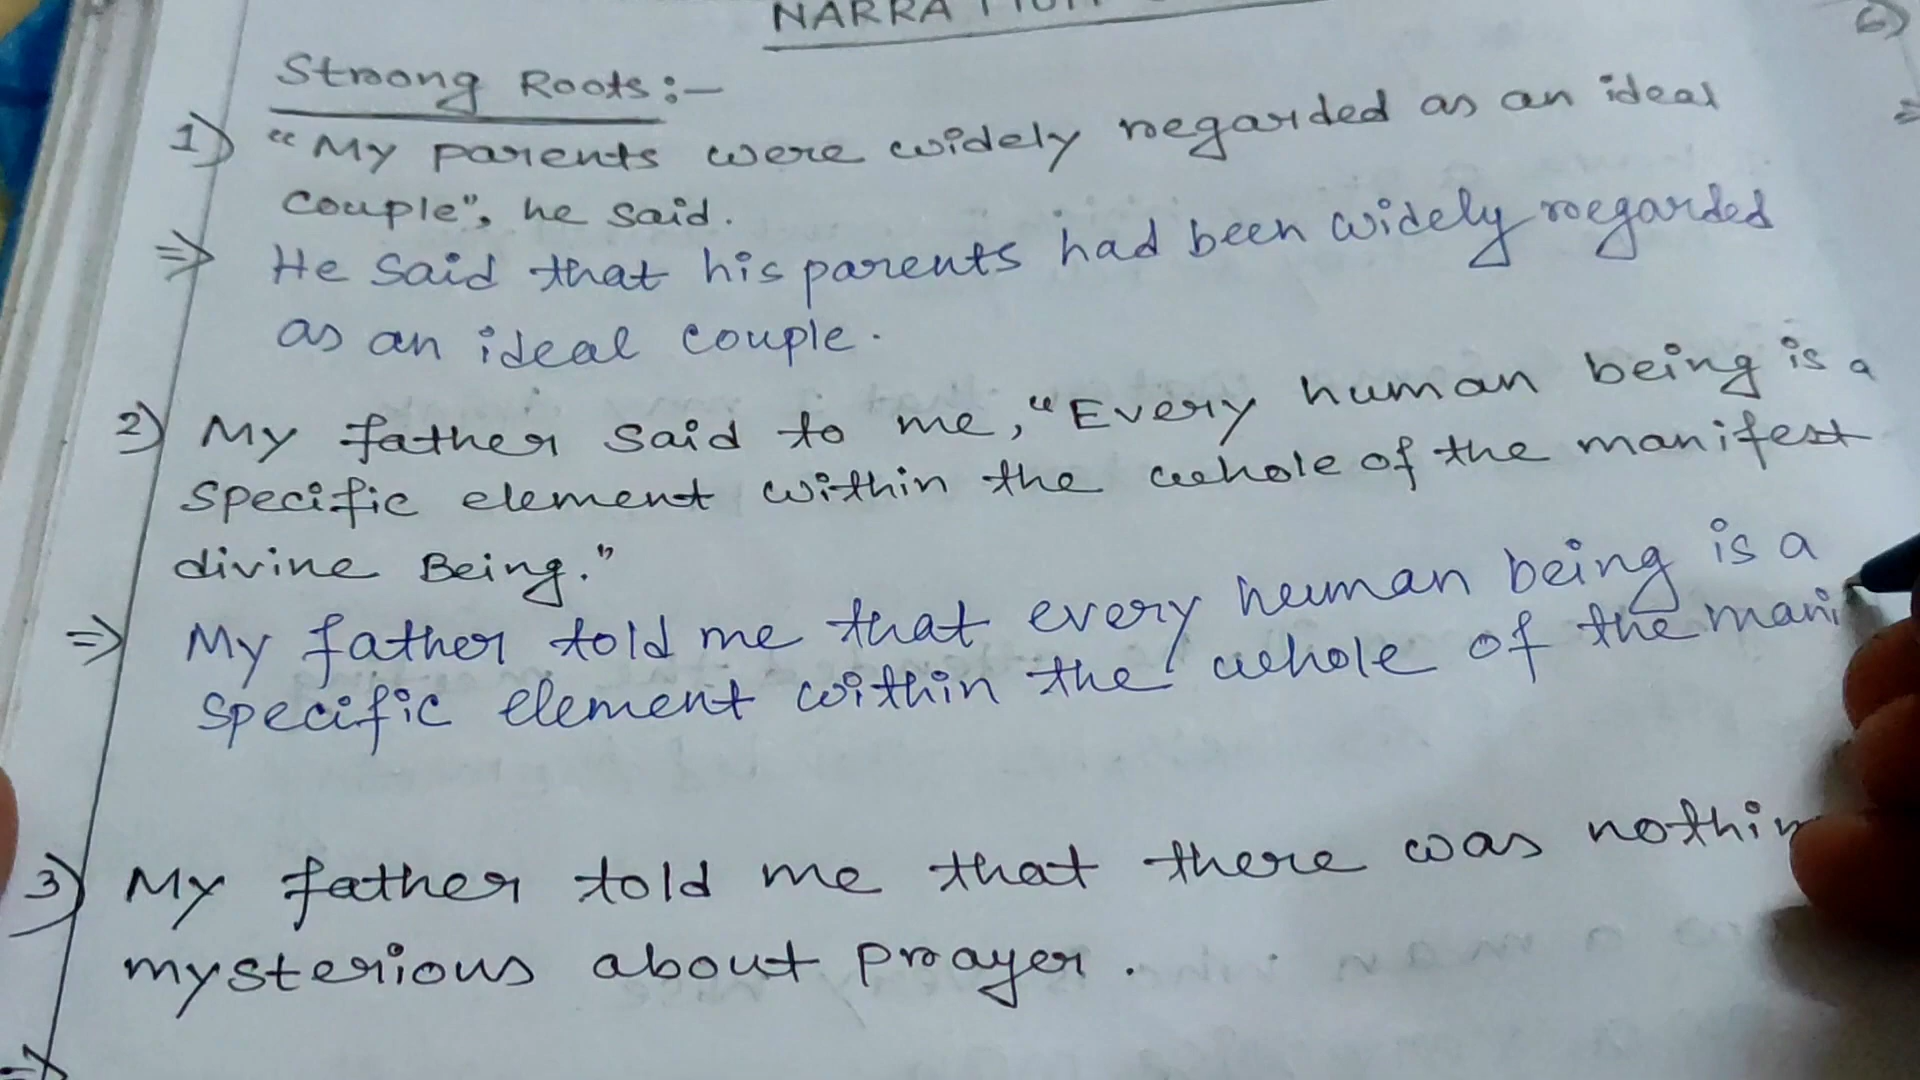 NARRATION
Strong Roots:-
1) "My parents were widely regarded as an ideal
couple", he said.
⇒ He said that his parents had been widely regarded
as an ideal couple.
2) My father said to me, "Every human being is a
specific element within the whole of the manifest
divine Being."
⇒ My father told me that every human being is a
specific element within the whole of the mani
3) My father told me that there was nothin
mysterious about prayer.
⇒
6)
⇒